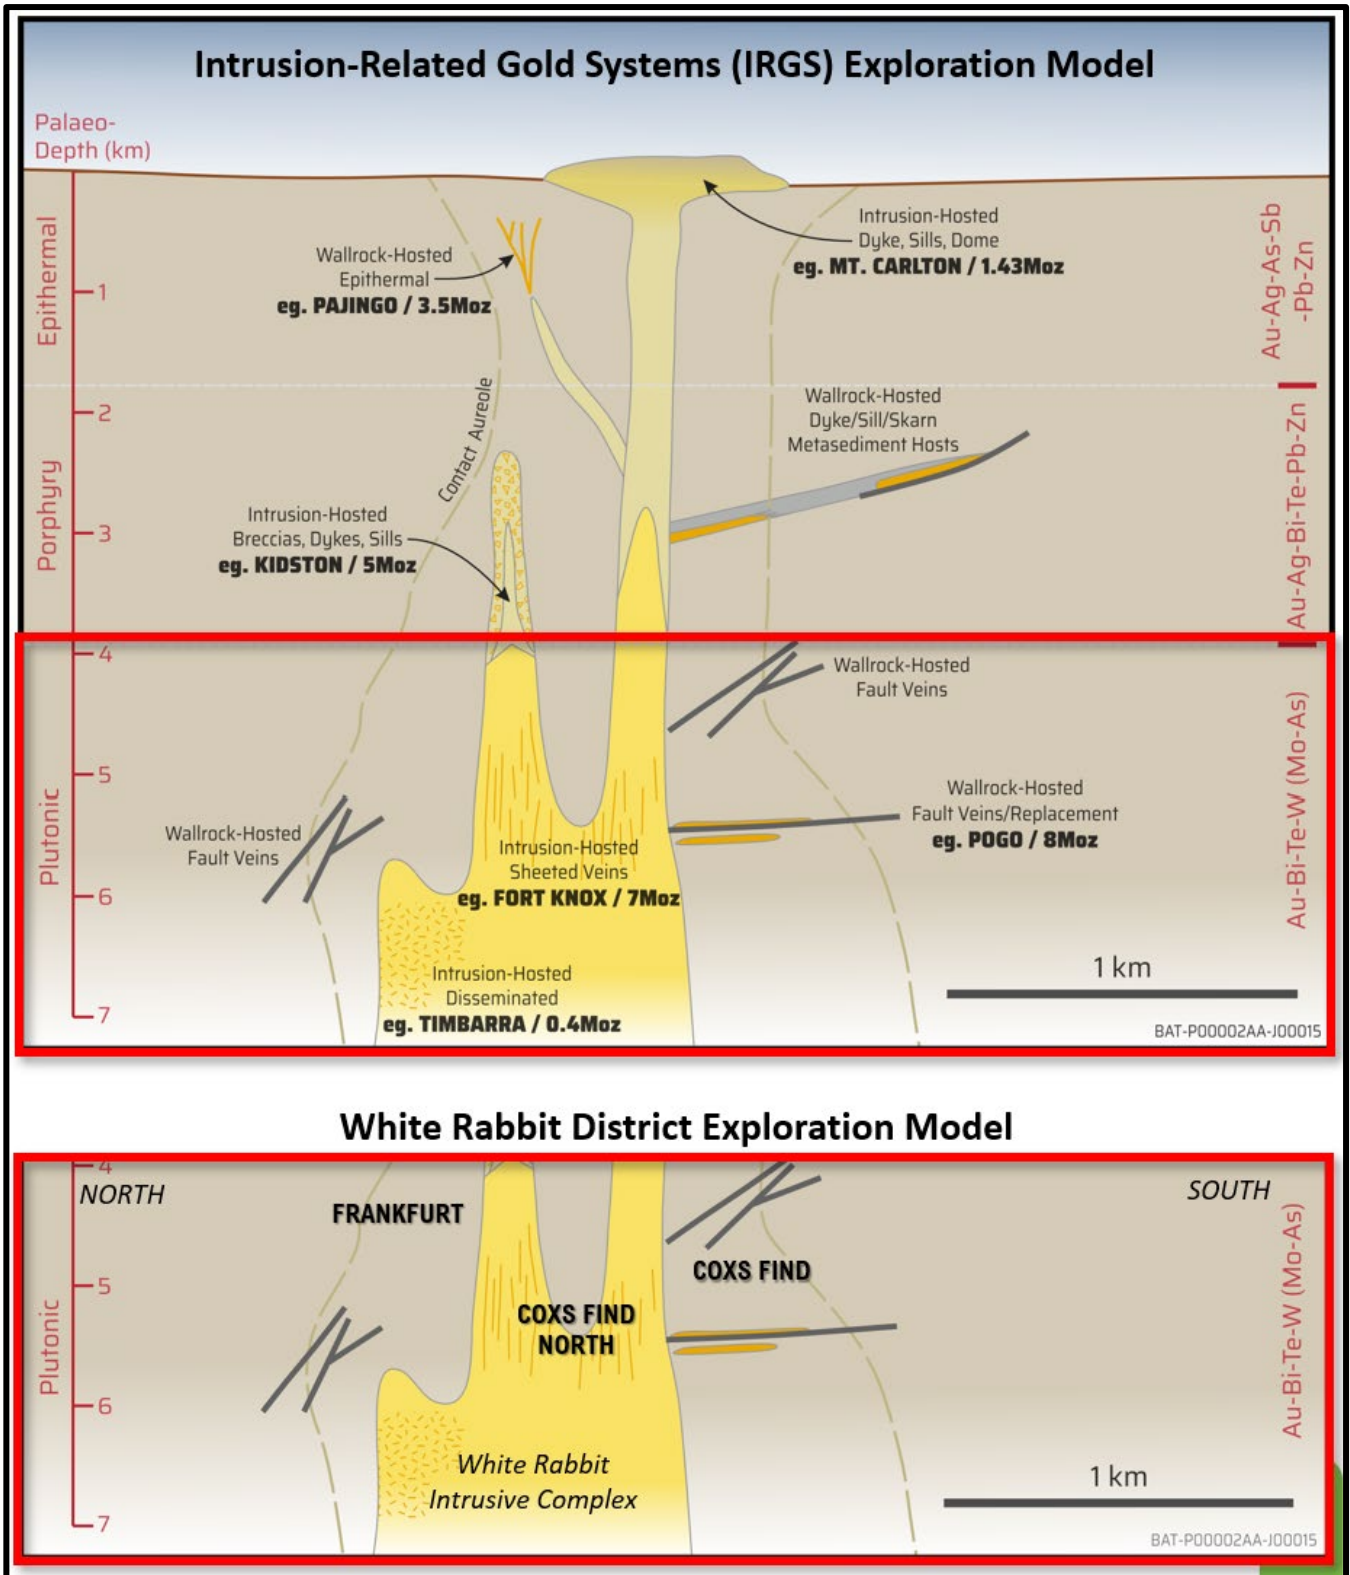 Intrusion-Related Gold Systems (IRGS) Exploration Model
Palaeo-
Depth (km)
Epithermal
Porphyry
Plutonic
1
2
3
4
5
6
7
Wallrock-Hosted
Epithermal
eg. PAJINGO / 3.5Moz
Intrusion-Hosted
Dyke, Sills, Dome
eg. MT. CARLTON / 1.43Moz
Au-Ag-As-Sb
-Pb-Zn
Contact Aureole
Wallrock-Hosted
Dyke/Sill/Skarn
Metasediment Hosts
Au-Ag-Bi-Te-Pb-Zn
Intrusion-Hosted
Breccias, Dykes, Sills
eg. KIDSTON / 5Moz
Wallrock-Hosted
Fault Veins
Wallrock-Hosted
Fault Veins/Replacement
eg. POGO / 8Moz
Wallrock-Hosted
Fault Veins
Intrusion-Hosted
Sheeted Veins
eg. FORT KNOX / 7Moz
Intrusion-Hosted
Disseminated
eg. TIMBARRA / 0.4Moz
Au-Bi-Te-W (Mo-As)
1 km
BAT-P00002AA-J00015
White Rabbit District Exploration Model
4
5
6
7
Plutonic
NORTH
SOUTH
FRANKFURT
COXS FIND
COXS FIND
NORTH
White Rabbit
Intrusive Complex
Au-Bi-Te-W (Mo-As)
1 km
BAT-P00002AA-J00015